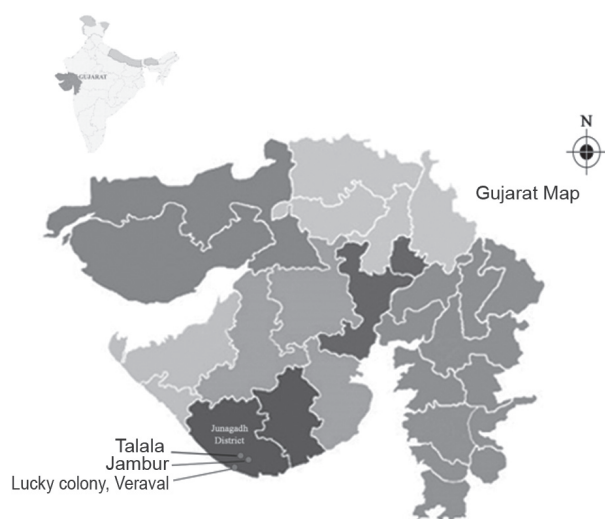 GUJARAT
N
Gujarat Map
Junagadh
District
Talala
Jambur
Lucky colony, Veraval